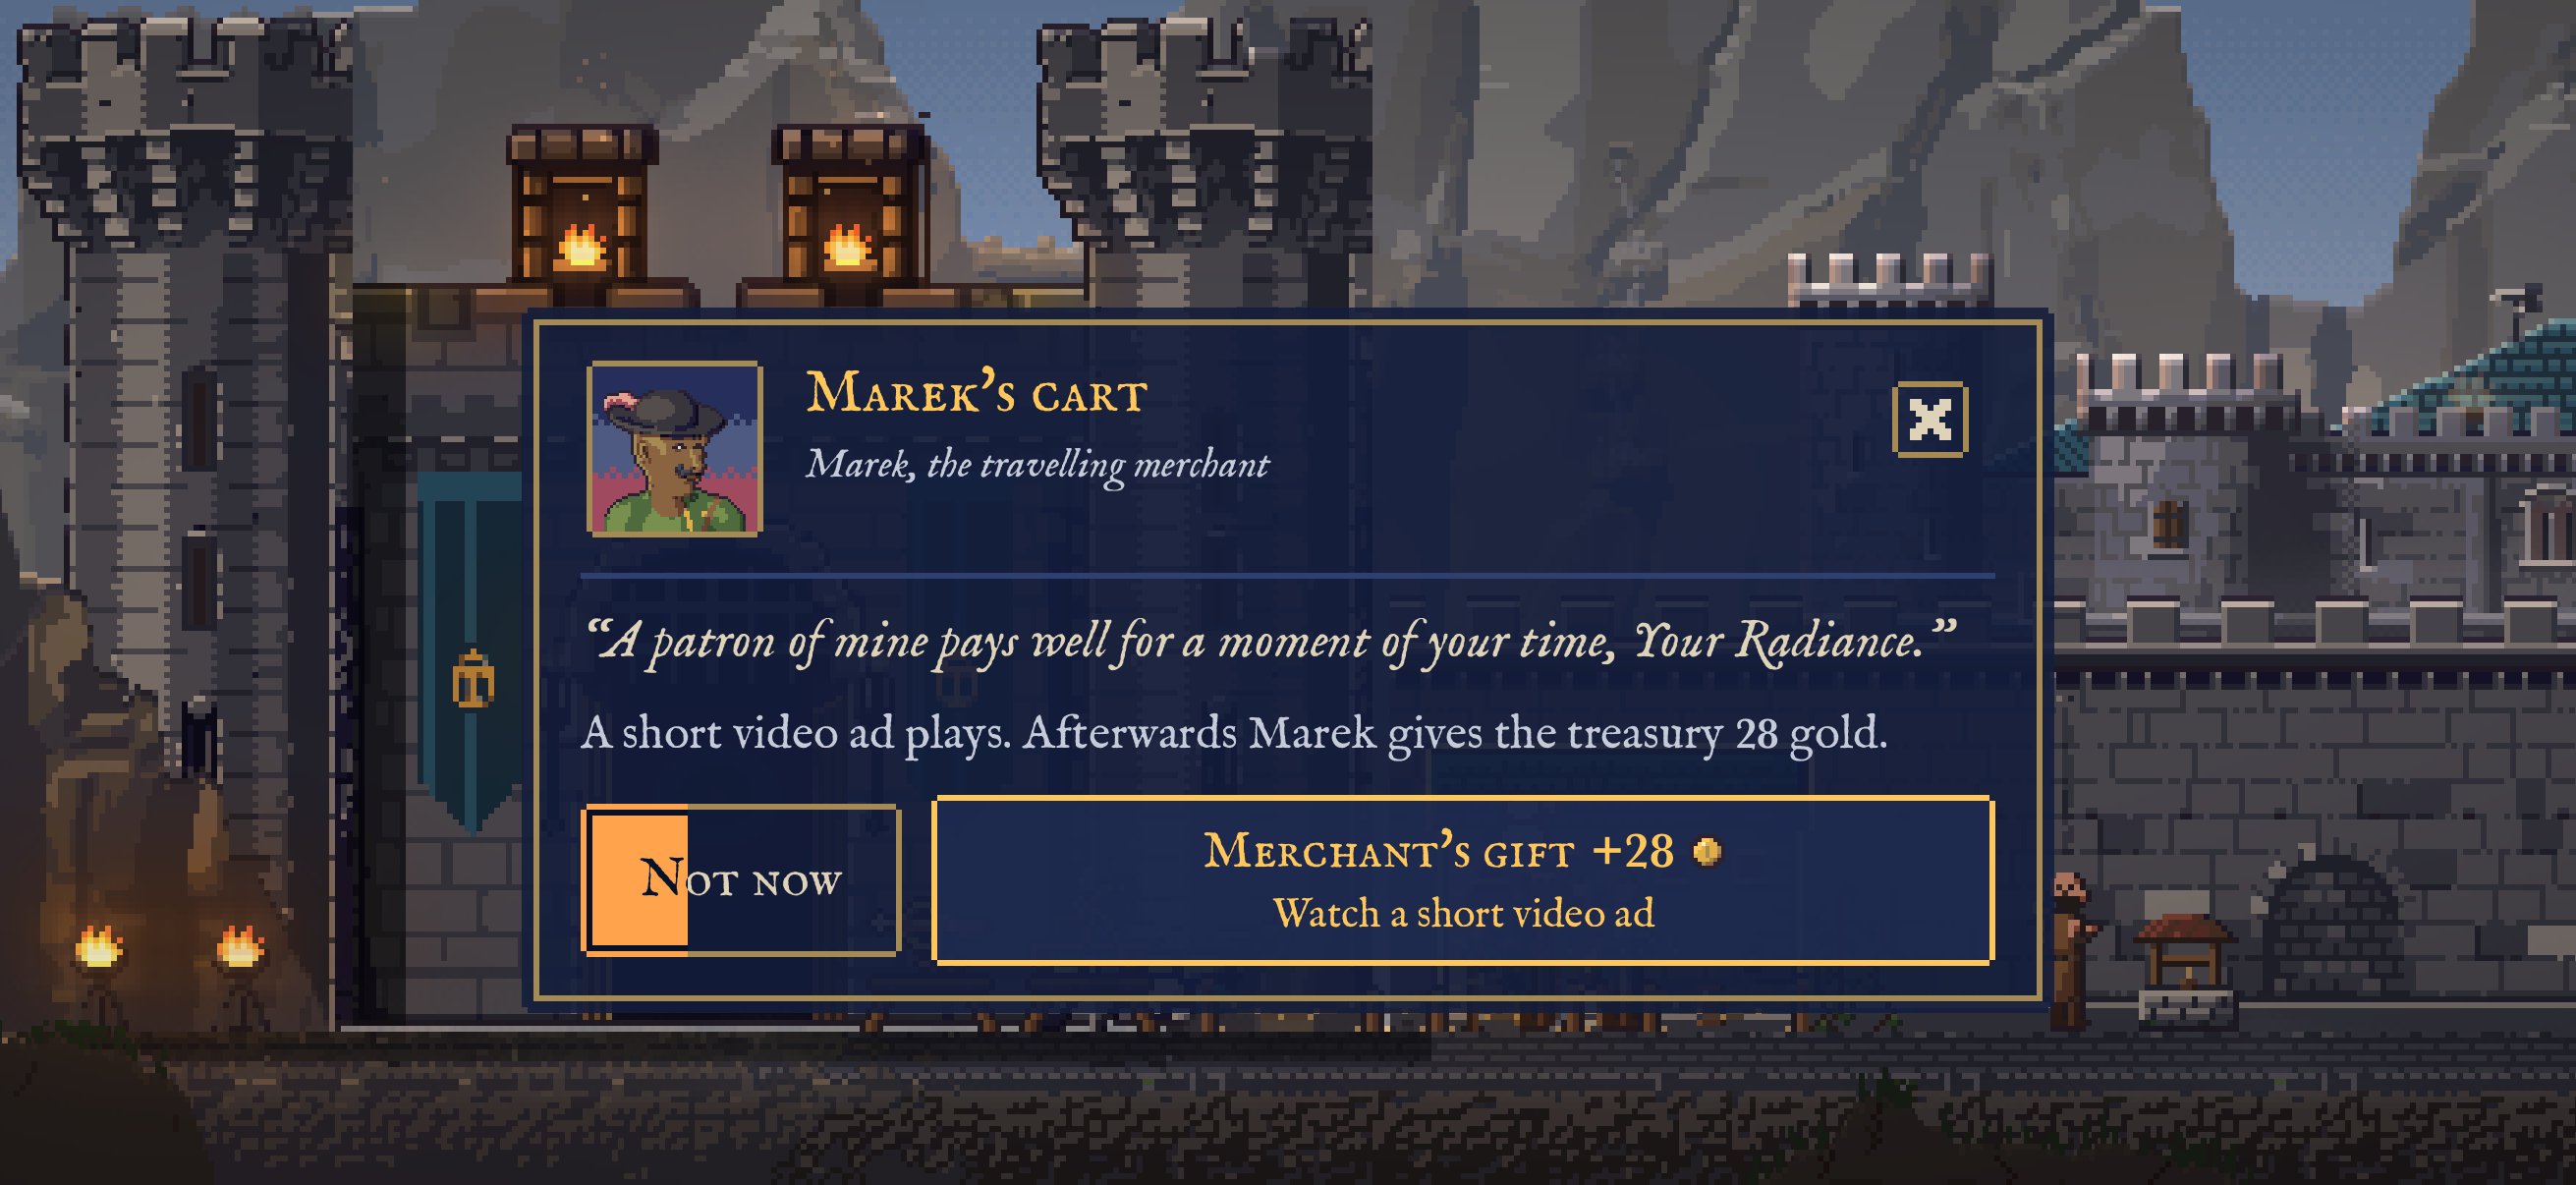 Marek's cart
Marek, the travelling merchant
“A patron of mine pays well for a moment of your time, Your Radiance.”
A short video ad plays. Afterwards Marek gives the treasury 28 gold.
Not now
Merchant's gift +28
Watch a short video ad